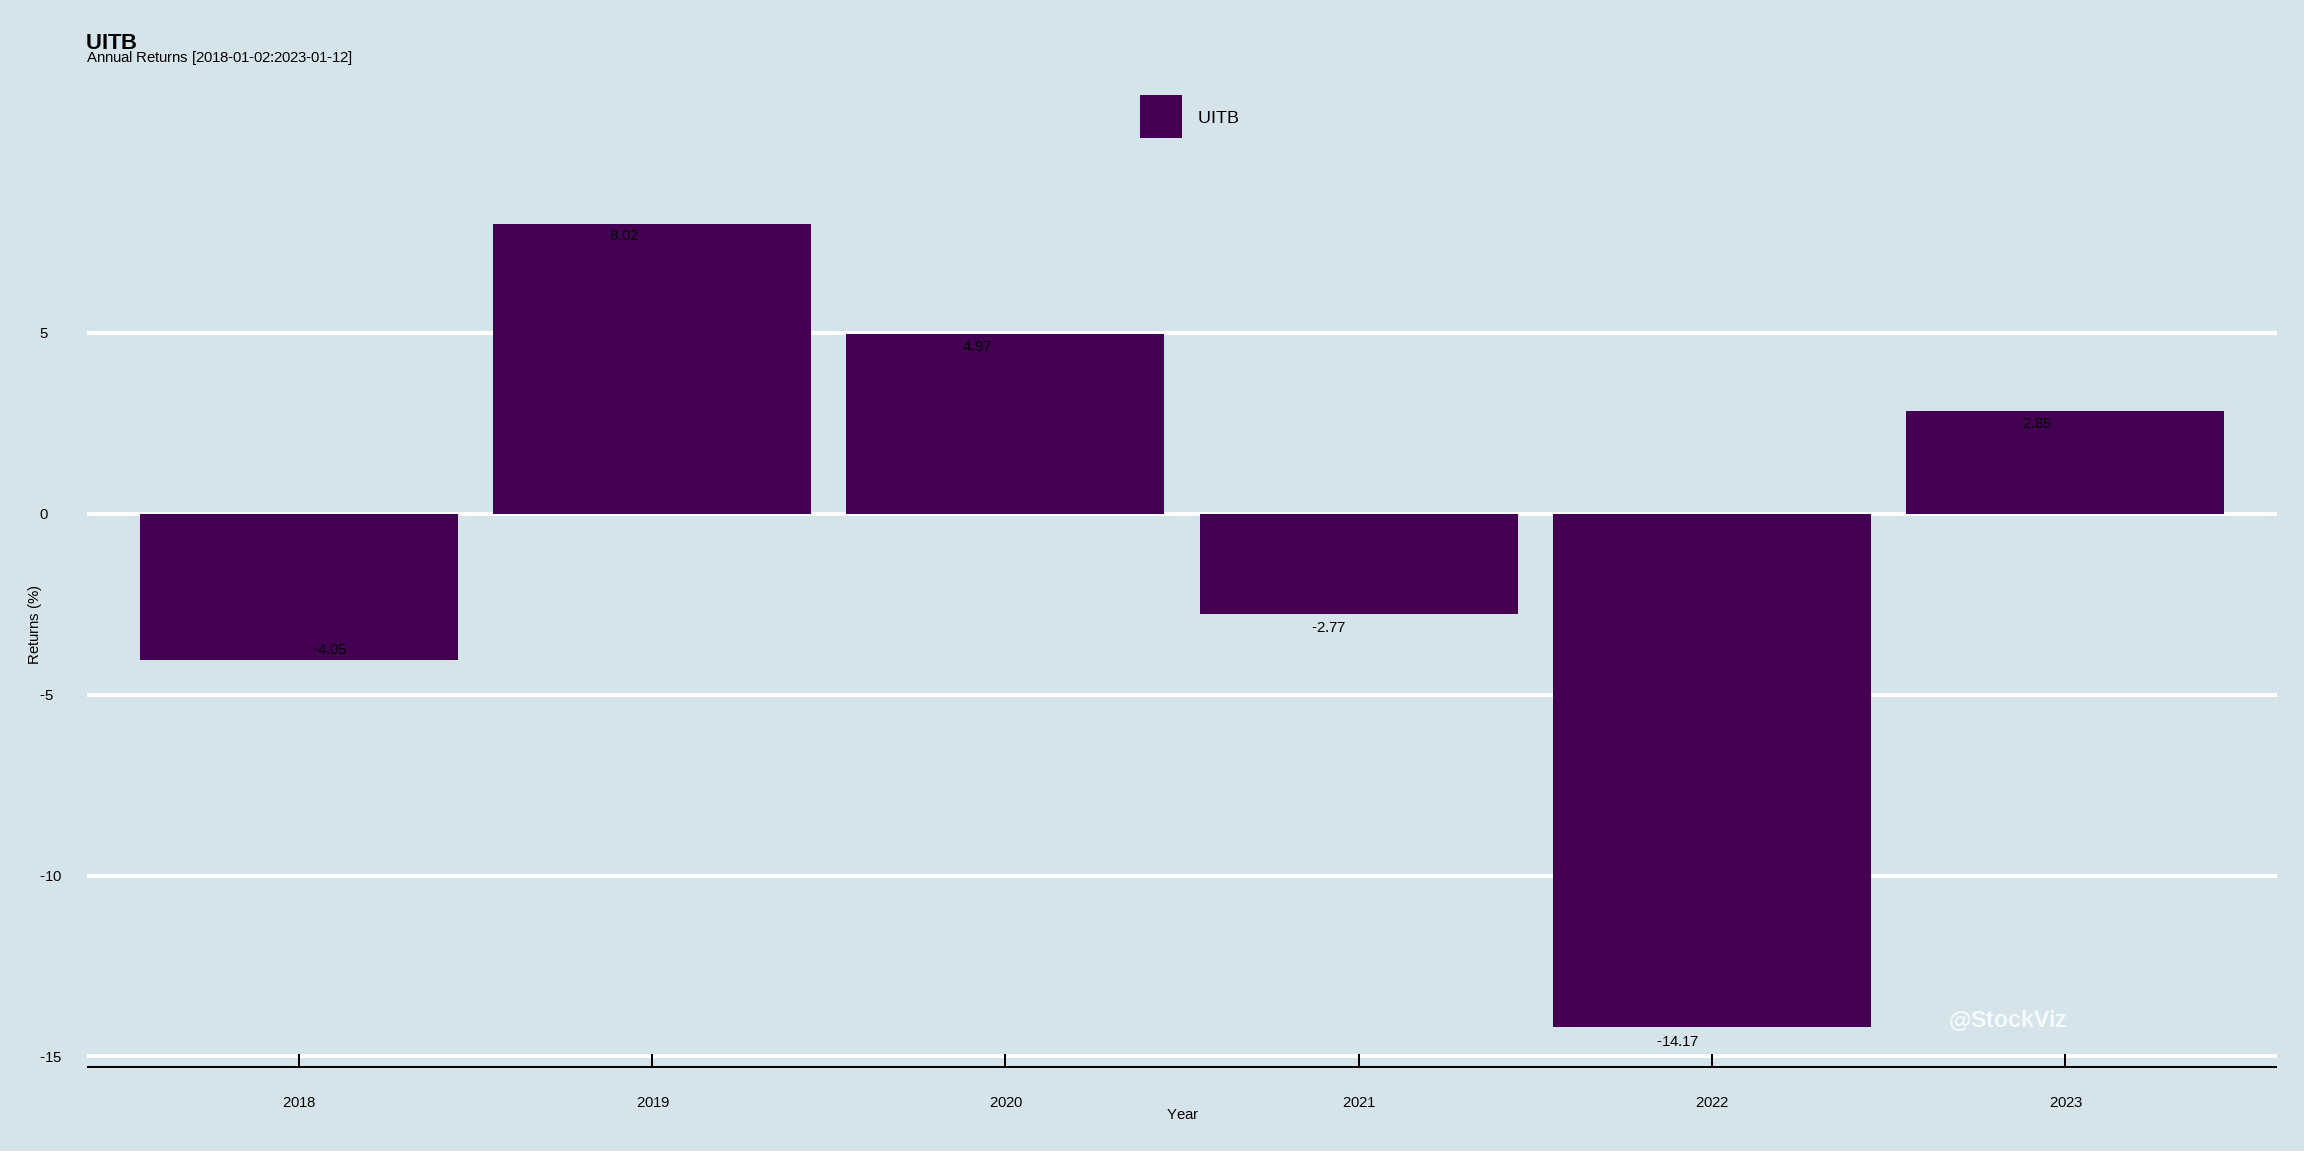 UITB
Annual Returns [2018-01-02:2023-01-12]
UITB
8.02
5
4.97
2.85
0
Returns (%)
-2.77
-4.05
-5
-10
@StockViz
-14.17
-15
2018
2019
2020
2021
2022
2023
Year